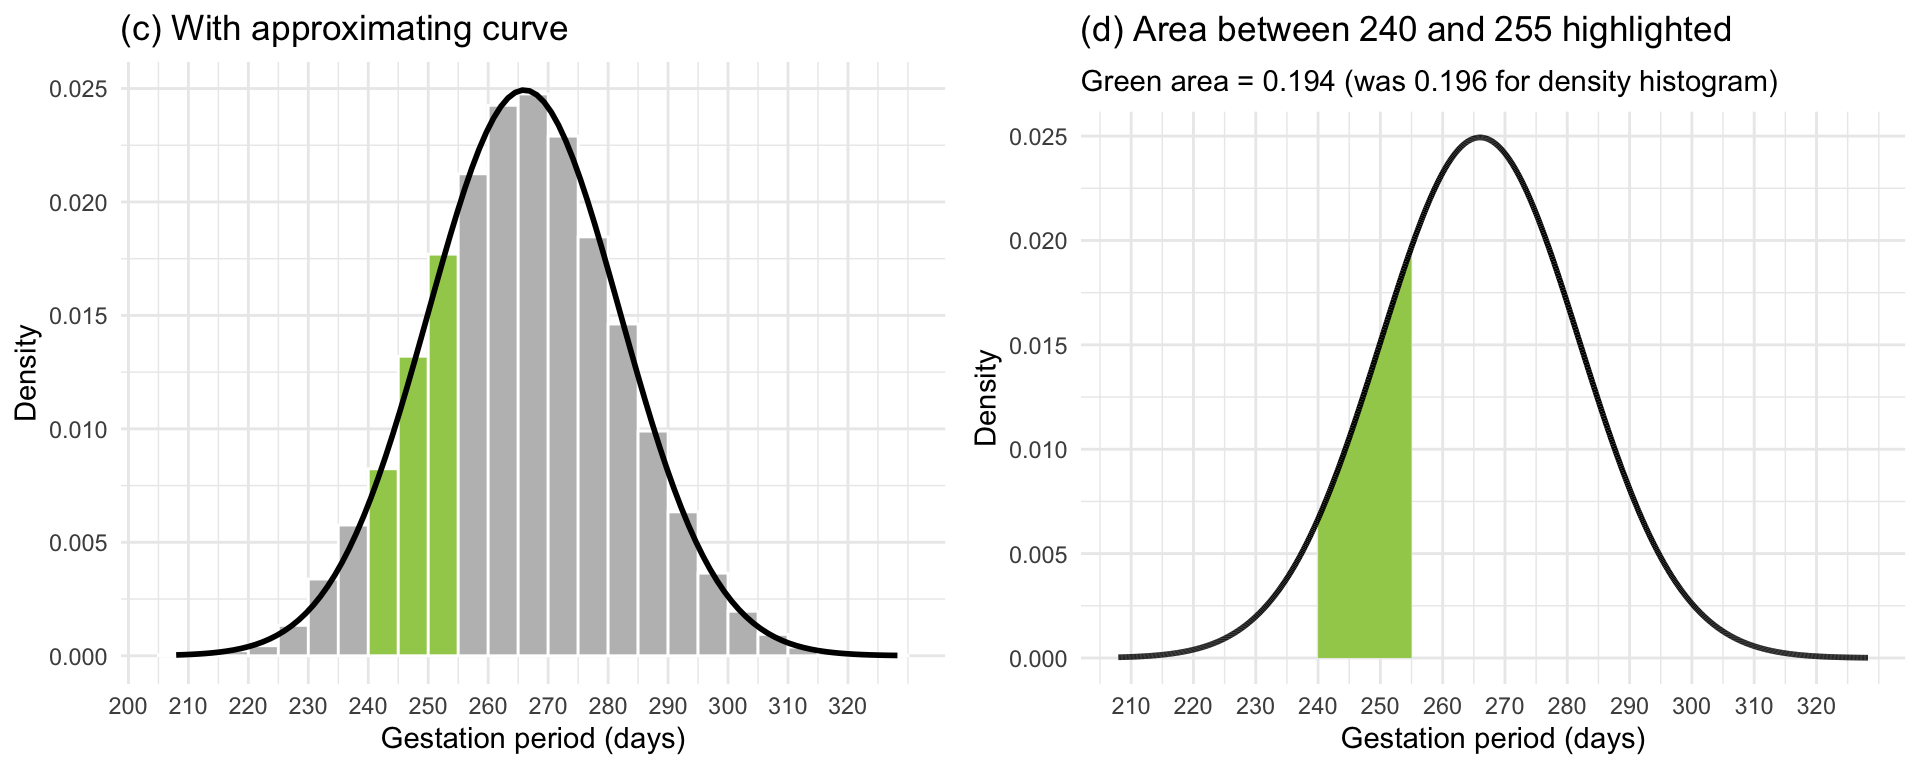 (c) With approximating curve
0.025
0.020
0.015
0.010
0.005
0.000
Density
200 210 220 230 240 250 260 270 280 290 300 310 320
Gestation period (days)
(d) Area between 240 and 255 highlighted
Green area = 0.194 (was 0.196 for density histogram)
0.025
0.020
0.015
0.010
0.005
0.000
Density
210 220 230 240 250 260 270 280 290 300 310 320
Gestation period (days)